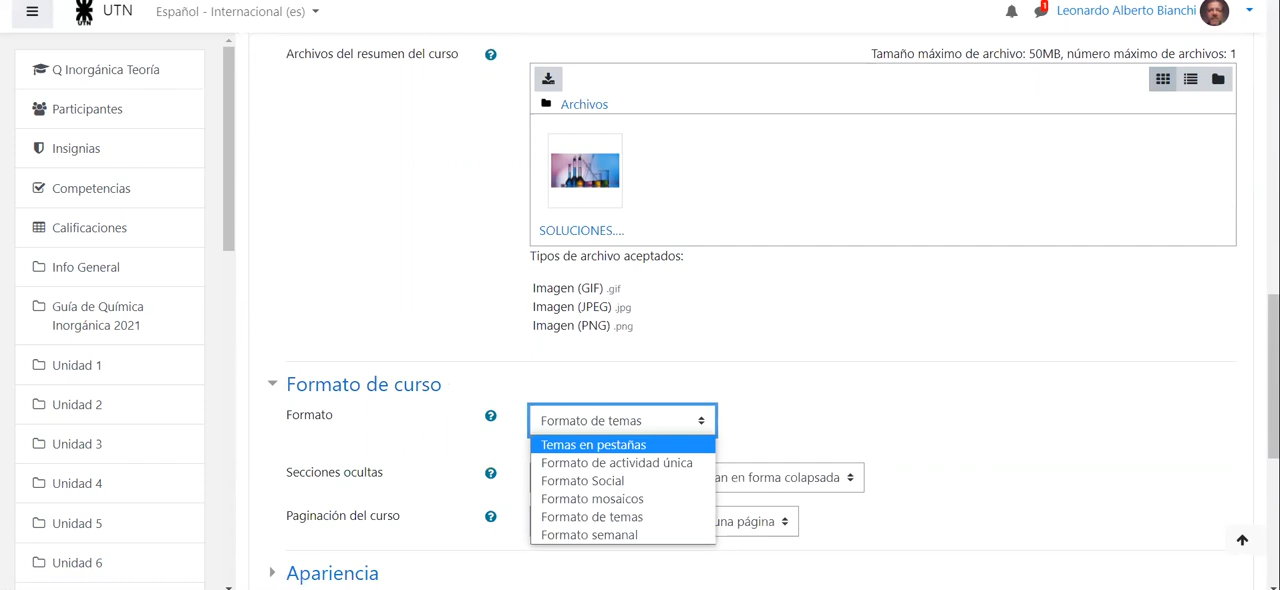 UTN
UTN
Español - Internacional (es)
1
Leonardo Alberto Bianchi
Q Inorgánica Teoría
Participantes
Insignias
Competencias
Calificaciones
Info General
Guía de Química
Inorgánica 2021
Unidad 1
Unidad 2
Unidad 3
Unidad 4
Unidad 5
Unidad 6
Archivos del resumen del curso
Tamaño máximo de archivo: 50MB, número máximo de archivos: 1
Archivos
SOLUCIONES....
Tipos de archivo aceptados:
Imagen (GIF) .gif
Imagen (JPEG) .jpg
Imagen (PNG) .png
Formato de curso
Formato
Formato de temas
Temas en pestañas
Formato de actividad única
Formato Social
Formato mosaicos
Formato de temas
Formato semanal
Secciones ocultas
an en forma colapsada
Paginación del curso
una página
Apariencia